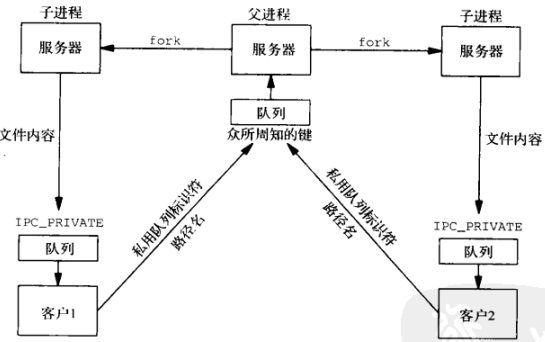 子进程
父进程
子进程
服务器
fork
服务器
fork
服务器
队列
众所周知的键
文件内容
文件内容
私用队列标识符
路径名
私用队列标识符
路径名
IPC_PRIVATE
IPC_PRIVATE
队列
队列
客户1
客户2